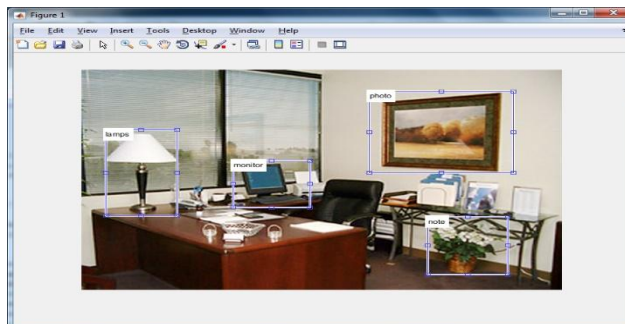 Figure 1
File Edit View Insert Tools Desktop Window Help
photo
lamps
monitor
note